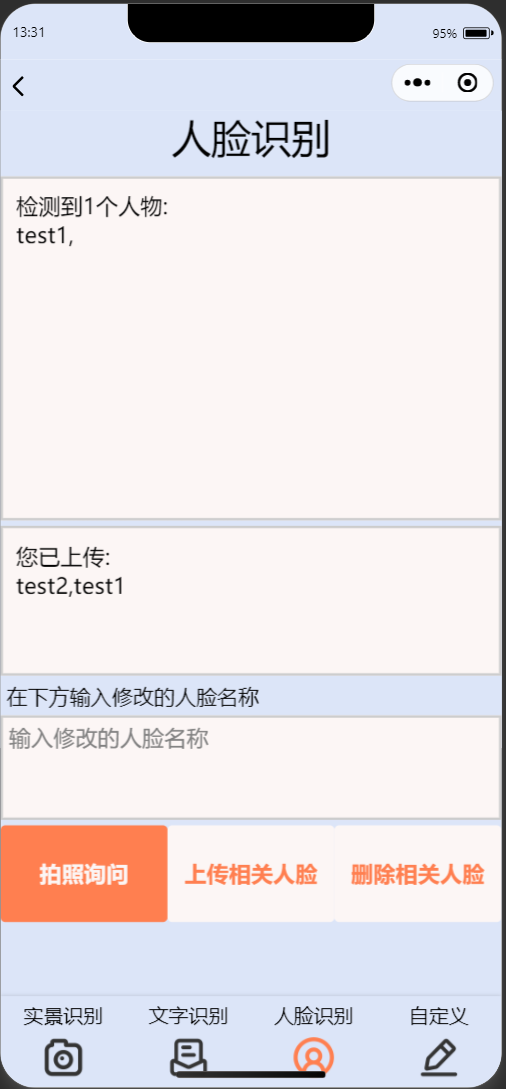 13:31
95%
人脸识别
检测到1个人物:
test1,
您已上传:
test2,test1
在下方输入修改的人脸名称
输入修改的人脸名称
拍照询问 上传相关人脸 删除相关人脸
实景识别 文字识别 人脸识别 自定义